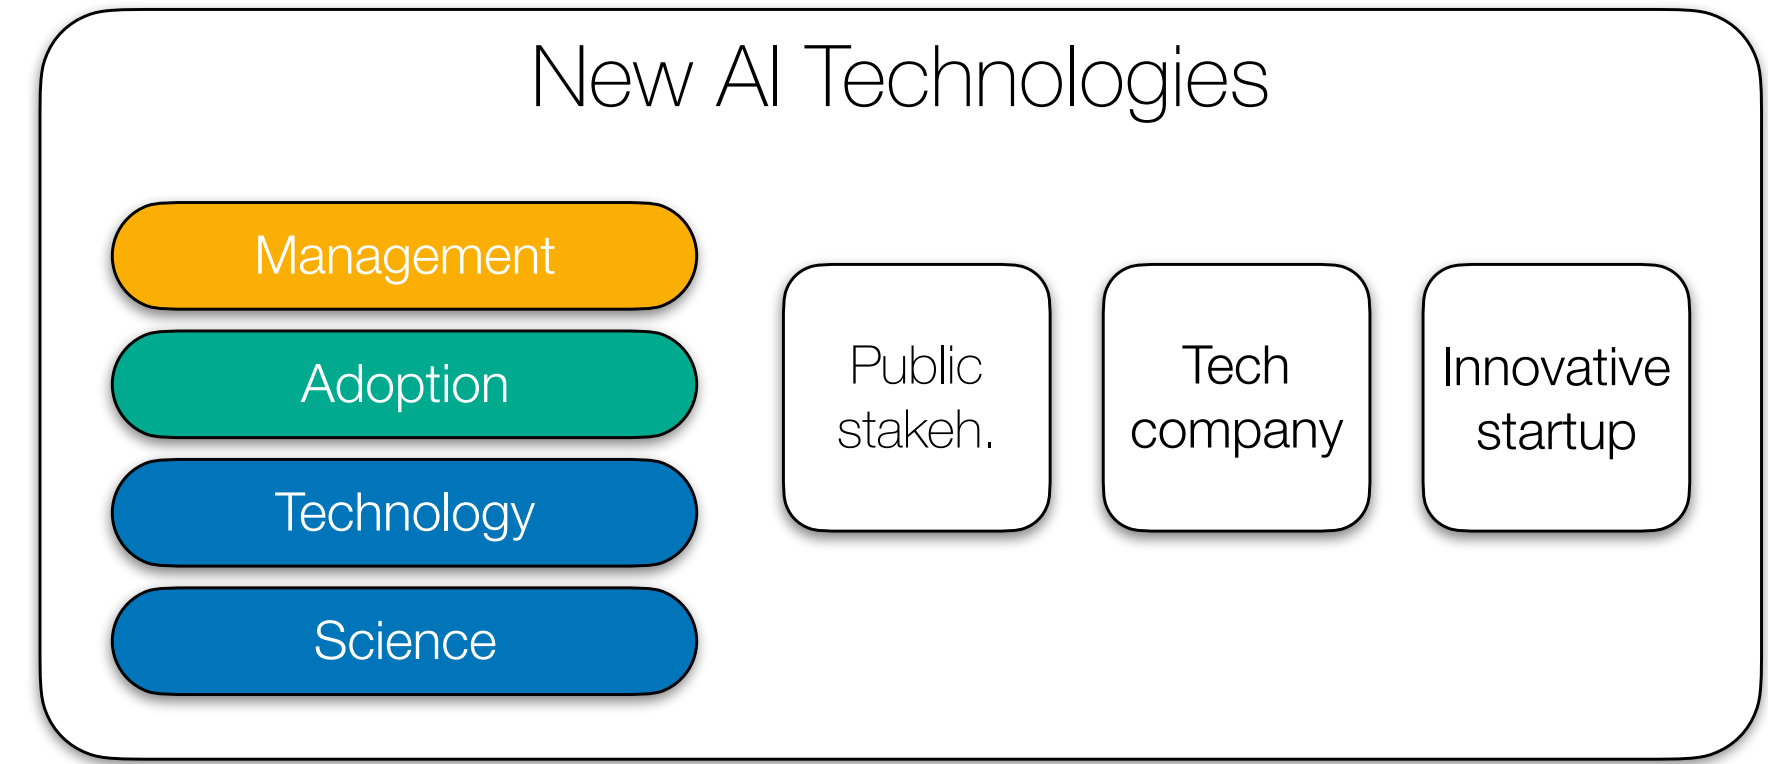 New AI Technologies
Management
Adoption
Technology
Science
Public
stakeh.
Tech
company
Innovative
startup